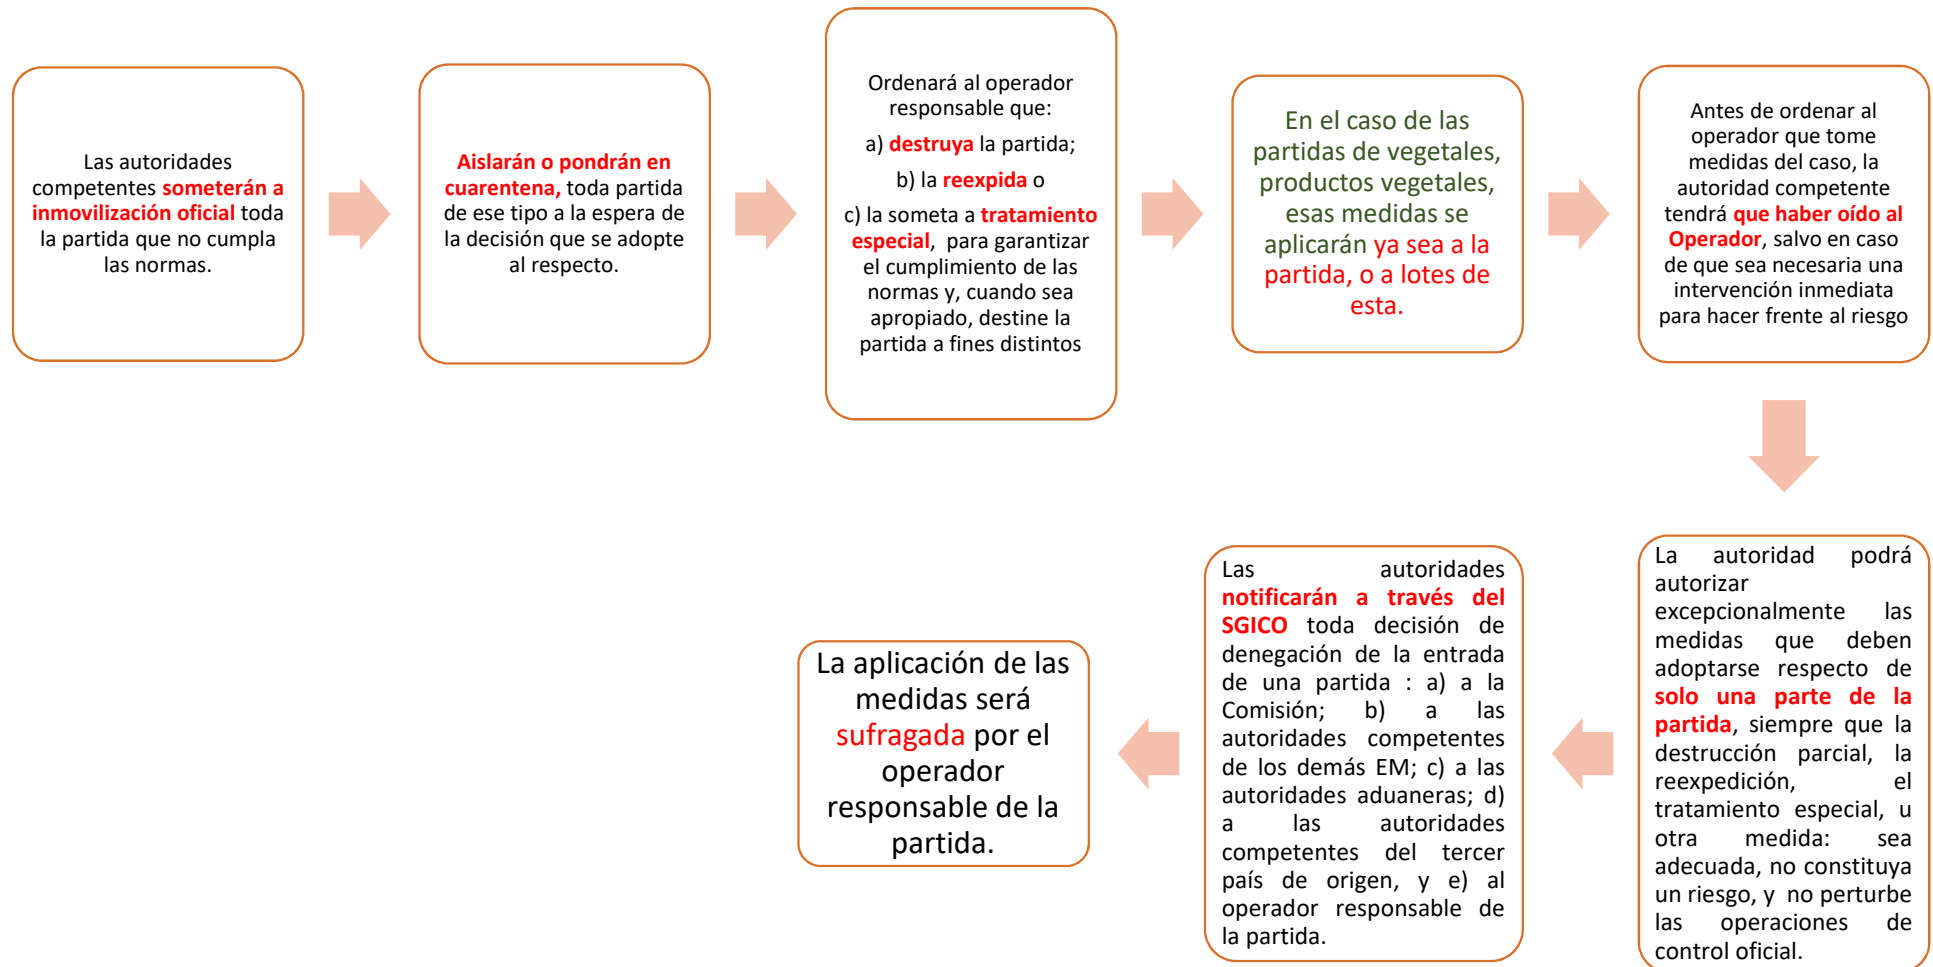 Las autoridades
competentes someterán a
inmovilización oficial toda
la partida que no cumpla
las normas.
Aislarán o pondrán en
cuarentena, toda partida
de ese tipo a la espera de
la decisión que se adopte
al respecto.
Ordenará al operador
responsable que:
a) destruya la partida;
b) la reexpida o
c) la someta a tratamiento
especial, para garantizar
el cumplimiento de las
normas y, cuando sea
apropiado, destine la
partida a fines distintos
En el caso de las
partidas de vegetales,
productos vegetales,
esas medidas se
aplicarán ya sea a la
partida, o a lotes de
esta.
Antes de ordenar al
operador que tome
medidas del caso, la
autoridad competente
tendrá que haber oído al
Operador, salvo en caso
de que sea necesaria una
intervención inmediata
para hacer frente al riesgo
La autoridad podrá
autorizar
excepcionalmente las
medidas que deben
adoptarse respecto de
solo una parte de la
partida, siempre que la
destrucción parcial, la
reexpedición, el
tratamiento especial, u
otra medida: sea
adecuada, no constituya
un riesgo, y no perturbe
las operaciones de
control oficial.
Las autoridades
notificarán a través del
SGICO toda decisión de
denegación de la entrada
de una partida : a) a la
Comisión; b) a las
autoridades competentes
de los demás EM; c) a las
autoridades aduaneras; d)
a las autoridades
competentes del tercer
país de origen, y e) al
operador responsable de
la partida.
La aplicación de las
medidas será
sufragada por el
operador
responsable de la
partida.